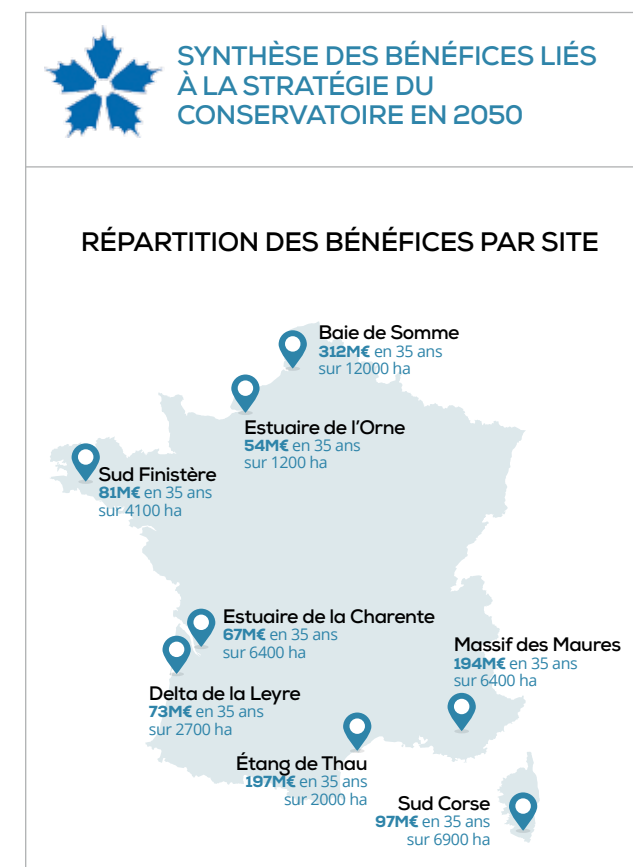 SYNTHÈSE DES BÉNÉFICES LIÉS
À LA STRATÉGIE DU
CONSERVATOIRE EN 2050
RÉPARTITION DES BÉNÉFICES PAR SITE
Baie de Somme
312M€ en 35 ans
sur 12000 ha
Estuaire de l'Orne
54M€ en 35 ans
sur 1200 ha
Sud Finistère
81M€ en 35 ans
sur 4100 ha
Estuaire de la Charente
67M€ en 35 ans
sur 6400 ha
Massif des Maures
194M€ en 35 ans
sur 6400 ha
Delta de la Leyre
73M€ en 35 ans
sur 2700 ha
Étang de Thau
197M€ en 35 ans
sur 2000 ha
Sud Corse
97M€ en 35 ans
sur 6900 ha